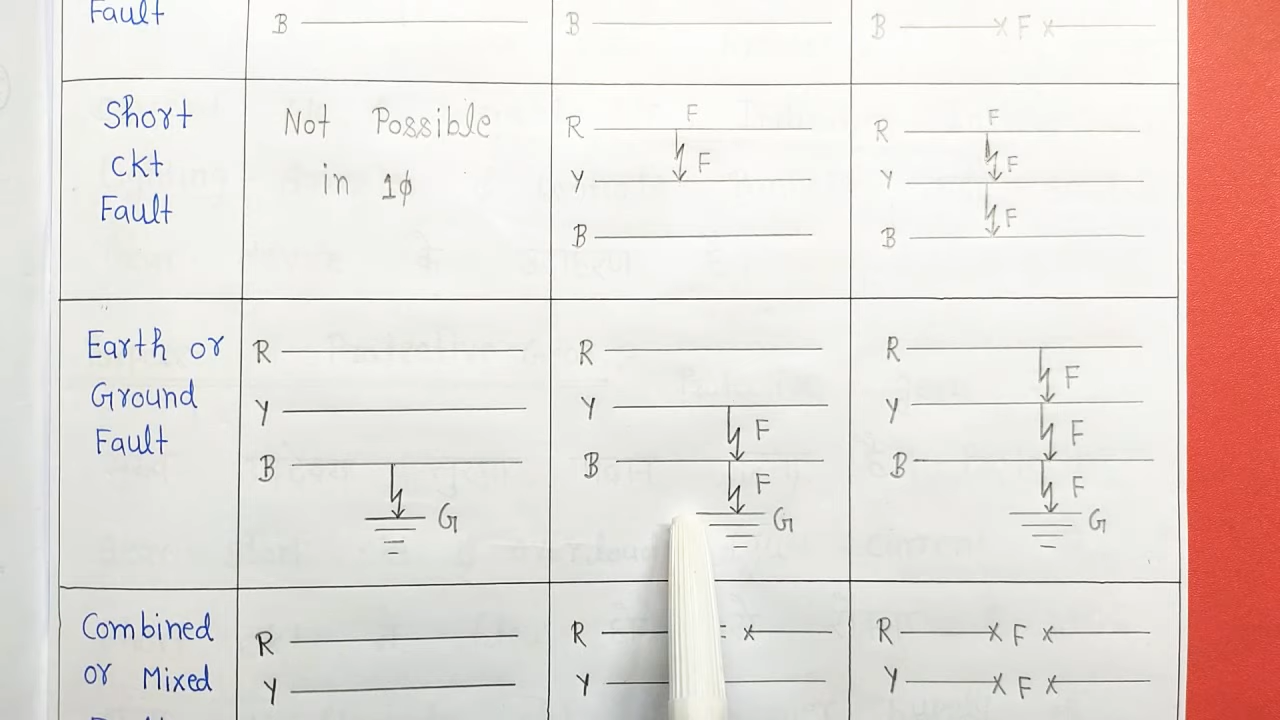 Fault
B
B
B x F x
Short
ckt
Fault
Not Possible
in 1ϕ
F
R
F
Y
B
F
R
F
Y
F
B
Earth or
Ground
Fault
R
Y
B
G
R
Y
F
B
F
G
R
F
Y
F
B
F
G
Combined
or Mixed
R
Y
R x
Y
R x F x
Y x F x